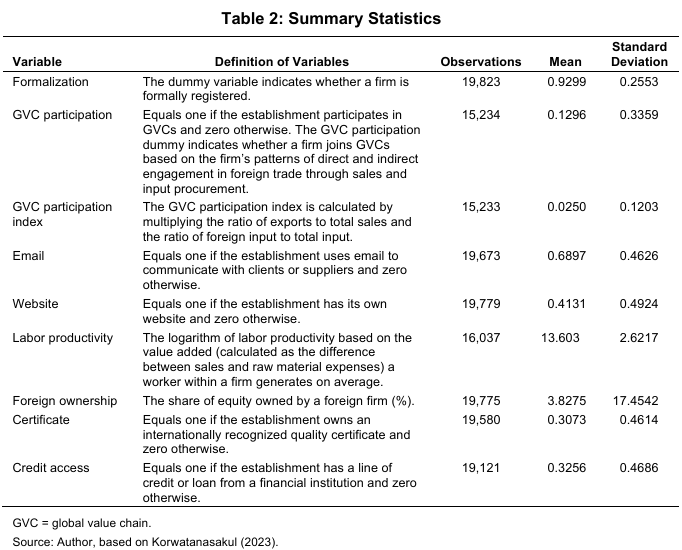 Table 2: Summary Statistics
Variable Definition of Variables Observations Mean Standard Deviation
Formalization The dummy variable indicates whether a firm is 19,823 0.9299 0.2553
formally registered.
GVC participation Equals one if the establishment participates in 15,234 0.1296 0.3359
GVCs and zero otherwise. The GVC participation
dummy indicates whether a firm joins GVCs
based on the firm's patterns of direct and indirect
engagement in foreign trade through sales and
input procurement.
GVC participation The GVC participation index is calculated by 15,233 0.0250 0.1203
index multiplying the ratio of exports to total sales and
the ratio of foreign input to total input.
Email Equals one if the establishment uses email to 19,673 0.6897 0.4626
communicate with clients or suppliers and zero
otherwise.
Website Equals one if the establishment has its own 19,779 0.4131 0.4924
website and zero otherwise.
Labor productivity The logarithm of labor productivity based on the 16,037 13.603 2.6217
value added (calculated as the difference
between sales and raw material expenses) a
worker within a firm generates on average.
Foreign ownership The share of equity owned by a foreign firm (%). 19,775 3.8275 17.4542
Certificate Equals one if the establishment owns an 19,580 0.3073 0.4614
internationally recognized quality certificate and
zero otherwise.
Credit access Equals one if the establishment has a line of 19,121 0.3256 0.4686
credit or loan from a financial institution and zero
otherwise.
GVC = global value chain.
Source: Author, based on Korwatanasakul (2023).